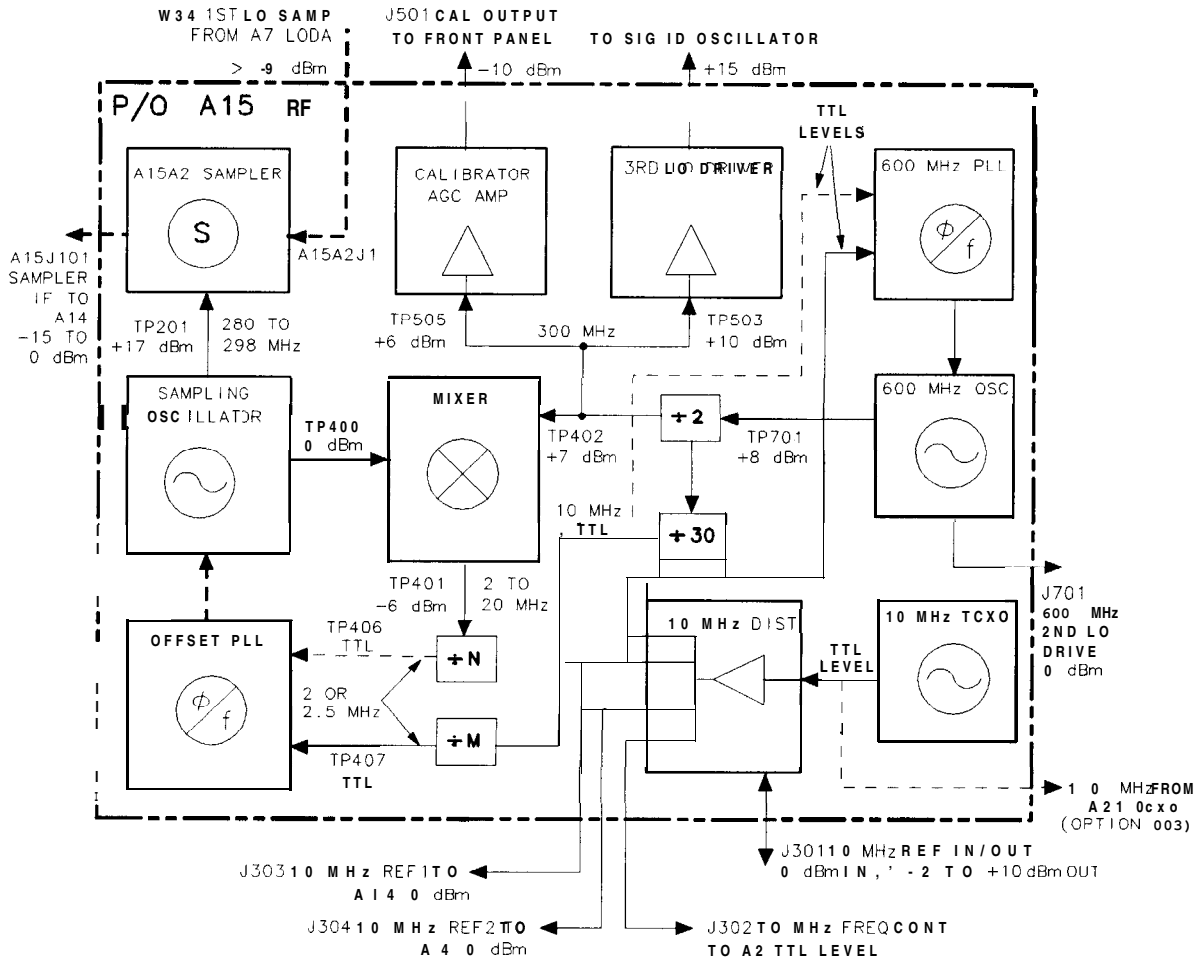 W34 1ST LO SAMP
FROM A7 LODA
> -9 dBm
J501 CAL OUTPUT
TO FRONT PANEL
-10 dBm
TO SIG ID OSCILLATOR
+15 dBm
P/O A15 RF
TTL
LEVELS
A15A2 SAMPLER
S
CALIBRATOR
AGC AMP
3RD LO DRIVER
600 MHz PLL
φ/f
A15J101
SAMPLER
IF TO
A14
-15 TO
0 dBm
A15A2J1
TP201
+17 dBm
280 TO
298 MHz
TP505
+6 dBm
300 MHz
TP503
+10 dBm
SAMPLING
OSCILLATOR
TP400
0 dBm
MIXER
TP402
+7 dBm
÷2
TP701
+8 dBm
600 MHz OSC
10 MHz
, TTL
÷30
TP401
-6 dBm
2 TO
20 MHz
J701
600 MHz
2ND LO
DRIVE
0 dBm
OFFSET PLL
φ/f
TP406
TTL
÷N
2 OR
2.5 MHz
÷M
TP407
TTL
10 MHz DIST
TTL
LEVEL
10 MHz TCXO
1 0 MHz FROM
A21 0cxo
(OPTION 003)
J301 10 MHz REF IN/OUT
0 dBm IN,' -2 TO +10 dBm OUT
J303 10 MHz REF 1TO
A14 0 dBm
J304 10 MHz REF2 TO
A4 0 dBm
J302 TO MHz FREQ CONT
TO A2 TTL LEVEL